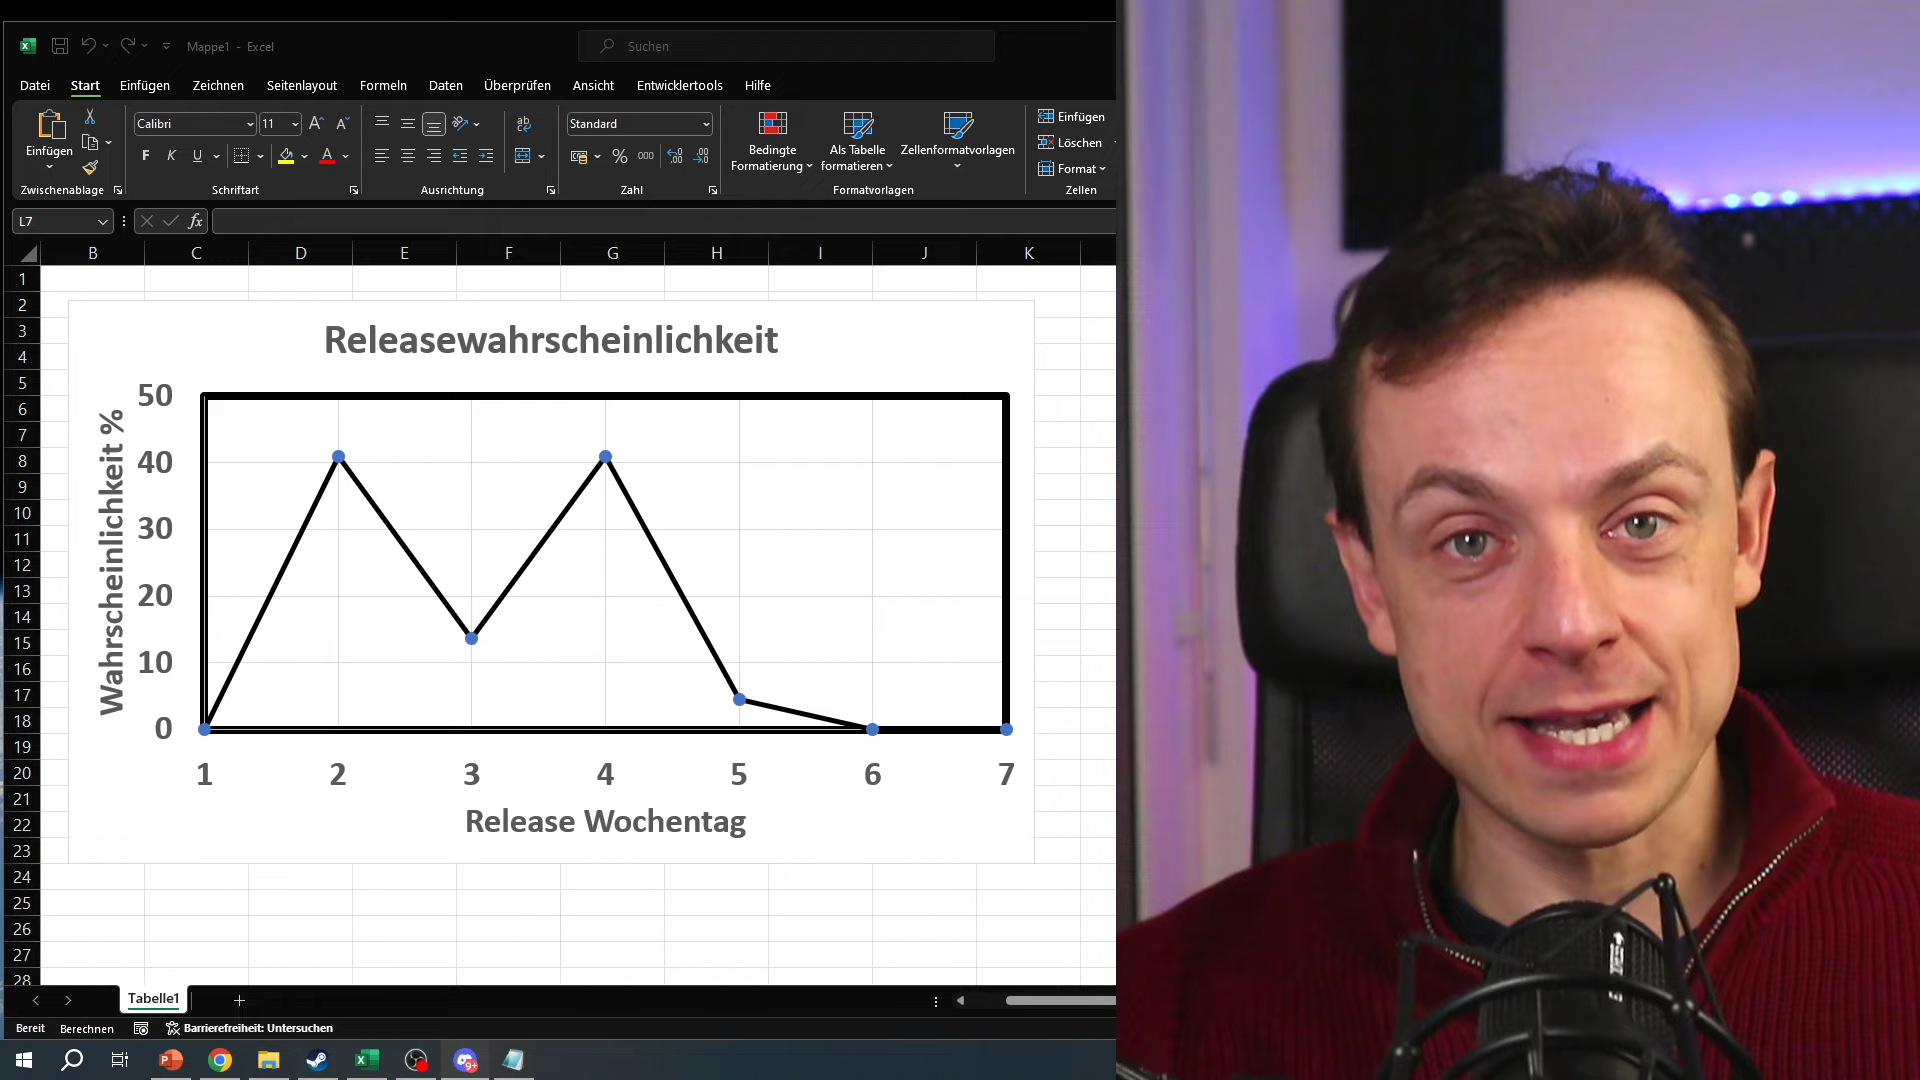 Mappe1 - Excel
Suchen
Datei Start Einfügen Zeichnen Seitenlayout Formeln Daten Überprüfen Ansicht Entwicklertools Hilfe
Einfügen
Calibri 11
F K U
A A
ab
Standard
% 000
Bedingte Formatierung
Als Tabelle formatieren
Zellenformatvorlagen
Einfügen
Löschen
Format
Zwischenablage Schriftart Ausrichtung Zahl Formatvorlagen Zellen
L7 fx
B C D E F G H I J K
1
2
3
4
5
6
7
8
9
10
11
12
13
14
15
16
17
18
19
20
21
22
23
24
25
26
27
28
Releasewahrscheinlichkeit
Wahrscheinlichkeit %
50
40
30
20
10
0
1 2 3 4 5 6 7
Release Wochentag
Tabelle1
Bereit Berechnen Barrierefreiheit: Untersuchen
9+